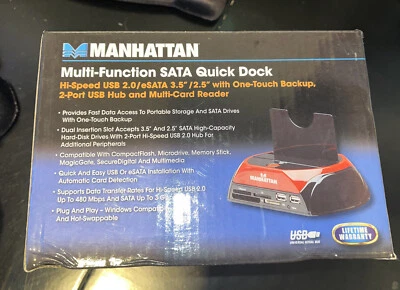 MANHATTAN
Multi-Function SATA Quick Dock
Hi-Speed USB 2.0/eSATA 3.5"/2.5" with One-Touch Backup,
2-Port USB Hub and Multi-Card Reader
• Provides Fast Data Access To Portable Storage And SATA Drives
With One-Touch Backup
• Dual Insertion Slot Accepts 3.5" And 2.5" SATA High-Capacity
Hard-Disk Drives With 2-Port Hi-Speed USB 2.0 Hub For
Additional Peripherals
• Compatible With CompactFlash, Microdrive, Memory Stick,
MagicGate, SecureDigital And Multimedia
• Quick And Easy USB Or eSATA Installation With
Automatic Card Detection
• Supports Data Transfer Rates For Hi-Speed USB 2.0
Up To 480 Mbps And SATA Up To 3
• Plug And Play – Windows
And Hot-Swappable
MANHATTAN
USB
UNIVERSAL SERIAL BUS
LIFETIME
WARRANTY